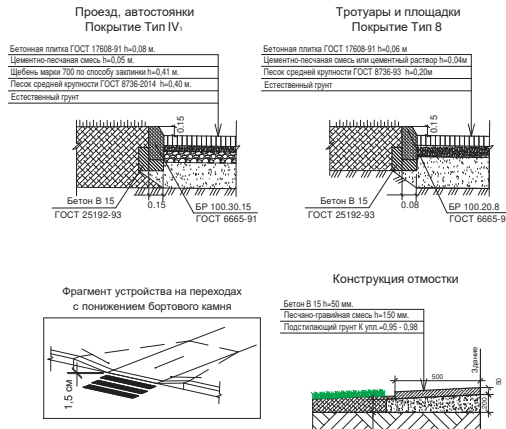 Проезд, автостоянки
Покрытие Тип IV₁
Бетонная плитка ГОСТ 17608-91 h=0,08 м.
Цементно-песчаная смесь h=0,05 м.
Щебень марки 700 по способу заклинки h=0,41 м.
Песок средней крупности ГОСТ 8736-2014 h=0,40 м.
Естественный грунт
0.15
Бетон В 15
ГОСТ 25192-93
0.15
БР 100.30.15
ГОСТ 6665-91
Тротуары и площадки
Покрытие Тип 8
Бетонная плитка ГОСТ 17608-91 h=0,06 м
Цементно-песчаная смесь или цементный раствор h=0,04м
Песок средней крупности ГОСТ 8736-93 h=0,20м
Естественный грунт
0.15
Бетон В 15
ГОСТ 25192-93
0.08
БР 100.20.8
ГОСТ 6665-9
Фрагмент устройства на переходах
с понижением бортового камня
1,5 см
Конструкция отмостки
Бетон В 15 h=50 мм.
Песчано-гравийная смесь h=150 мм.
Подстилающий грунт К упл.=0,95 - 0,98
Здание
500
50